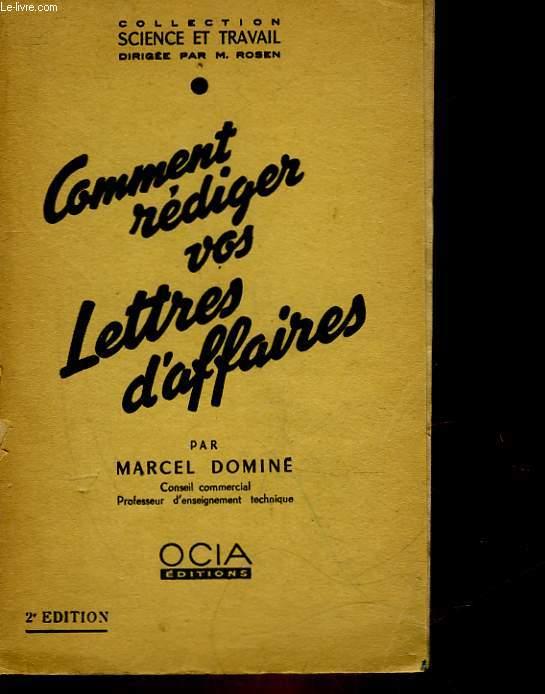 Le-livre.com
COLLECTION
SCIENCE ET TRAVAIL
DIRIGÉE PAR M. ROSEN
Comment
rédiger
vos
Lettres
d'affaires
PAR
MARCEL DOMINÉ
Conseil commercial
Professeur d'enseignement technique
OCIA
ÉDITIONS
2e EDITION